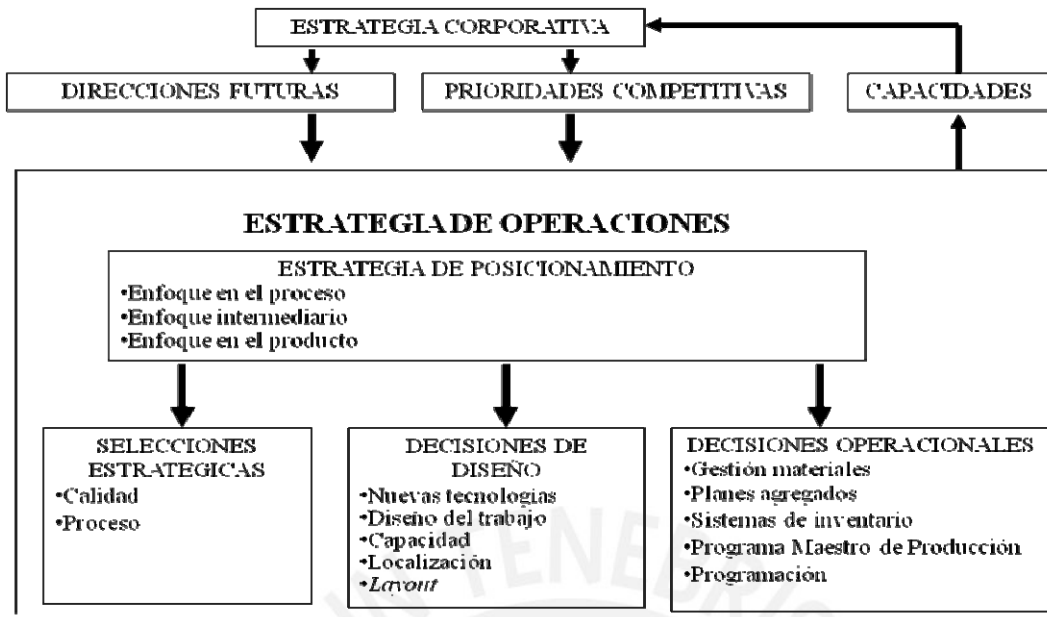 ESTRATEGIA CORPORATIVA
DIRECCIONES FUTURAS
PRIORIDADES COMPETITIVAS
CAPACIDADES
ESTRATEGIA DE OPERACIONES
ESTRATEGIA DE POSICIONAMIENTO
•Enfoque en el proceso
•Enfoque intermediario
•Enfoque en el producto
SELECCIONES
ESTRATEGICAS
•Calidad
•Proceso
DECISIONES DE
DISEÑO
•Nuevas tecnologias
•Diseño del trabajo
•Capacidad
•Localización
•Layout
DECISIONES OPERACIONALES
•Gestión materiales
•Planes agregados
•Sistemas de inventario
•Programa Maestro de Producción
•Programación
TENEBRIS